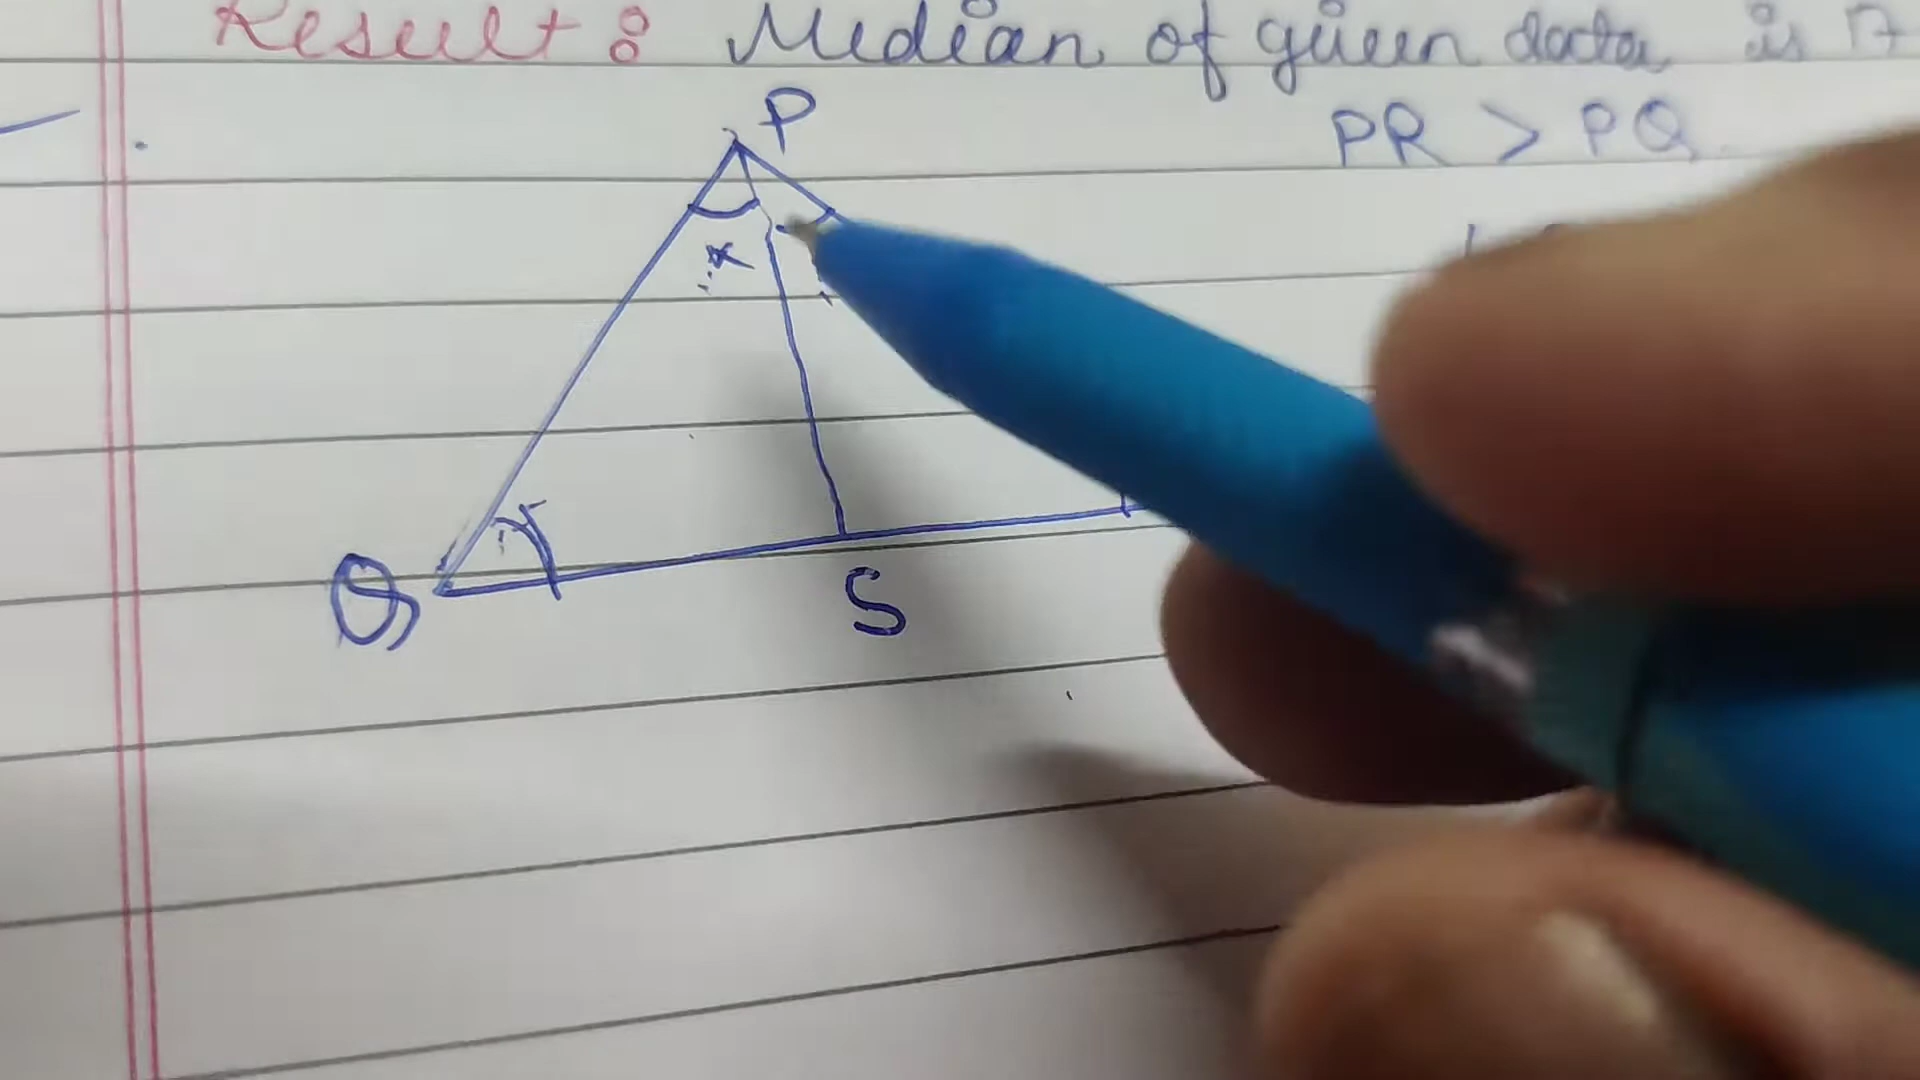 Result : Median of given data is 17
P
PR > PQ
x
Q
S